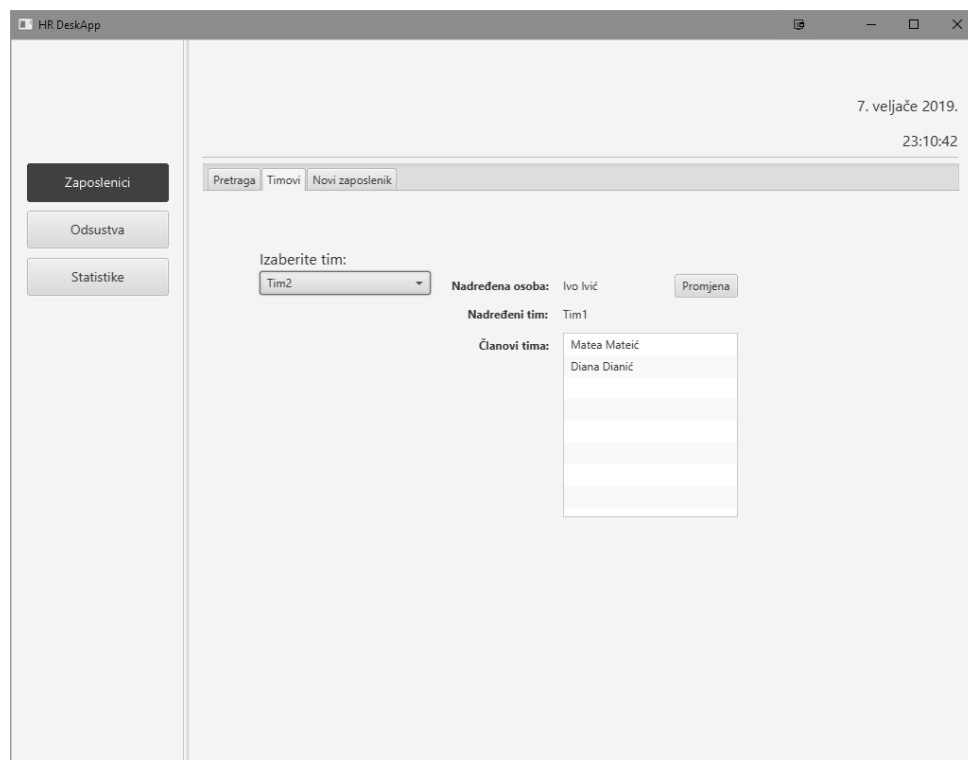 HR DeskApp
7. veljače 2019.
23:10:42
Zaposlenici
Odsustva
Statistike
Pretraga Timovi Novi zaposlenik
Izaberite tim:
Tim2
Nadređena osoba: Ivo Ivić Promjena
Nadređeni tim: Tim1
Članovi tima: Matea Mateić
Diana Dianić